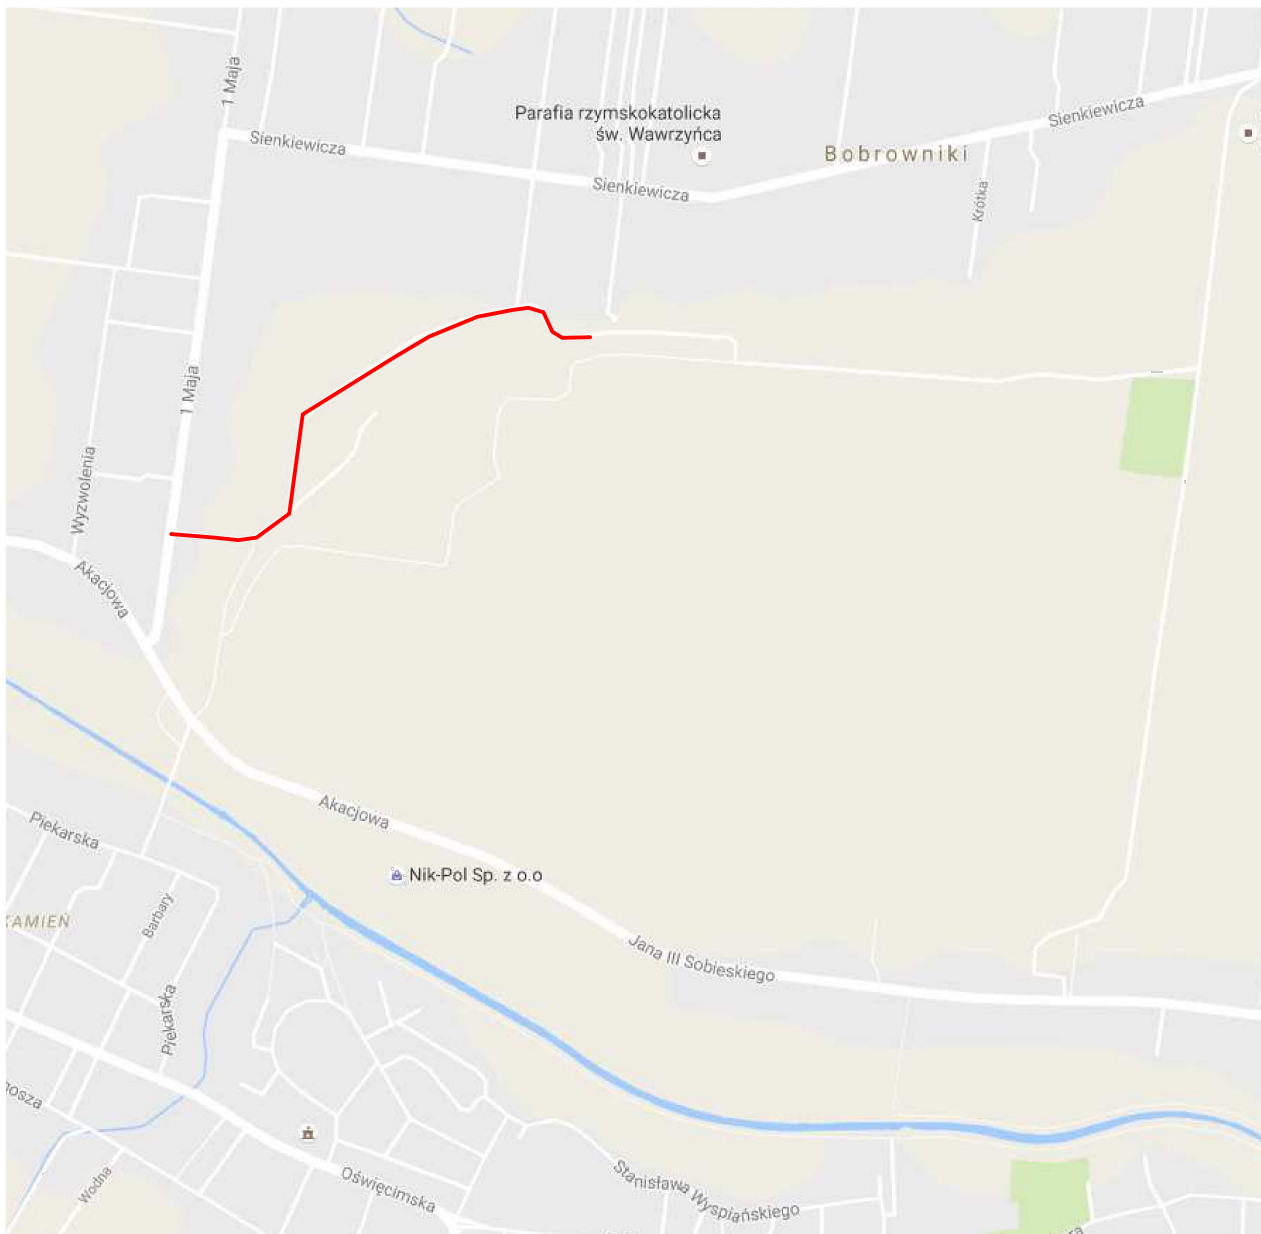 1 Maja
Parafia rzymskokatolicka
św. Wawrzyńca
Sienkiewicza
Sienkiewicza
Bobrowniki
Sienkiewicza
Krótka
1 Maja
Wyzwolenia
Akacjowa
Akacjowa
Piekarska
Nik-Pol Sp. z o.o
Barbary
KAMIEŃ
Jana III Sobieskiego
Piekarska
Oświęcimska
Wodna
Stanisława Wyspiańskiego